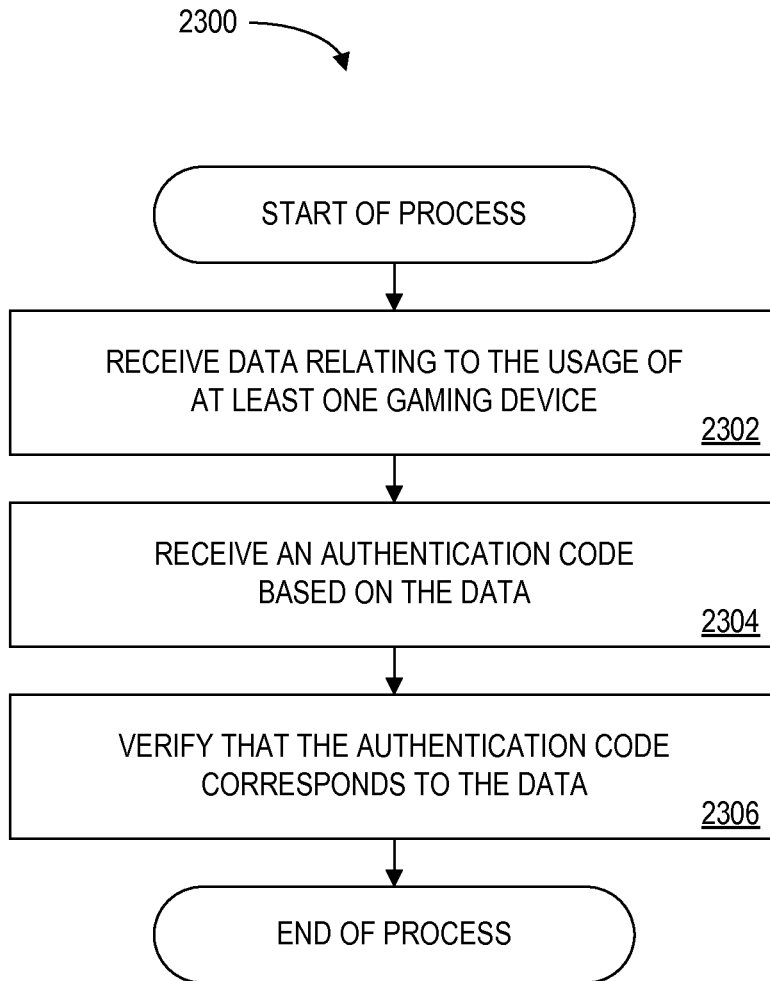 2300
START OF PROCESS
RECEIVE DATA RELATING TO THE USAGE OF
AT LEAST ONE GAMING DEVICE
2302
RECEIVE AN AUTHENTICATION CODE
BASED ON THE DATA
2304
VERIFY THAT THE AUTHENTICATION CODE
CORRESPONDS TO THE DATA
2306
END OF PROCESS